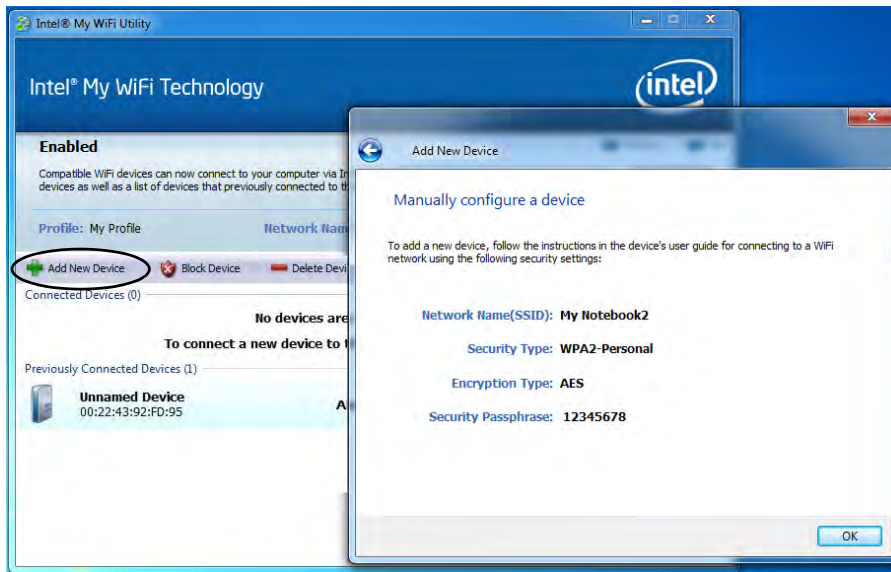 Intel® My WiFi Utility
Intel® My WiFi Technology
intel
Enabled
Compatible WiFi devices can now connect to your computer via
devices as well as a list of devices that previously connected to
Profile: My Profile
Network
Add New Device
Block Device
Delete
Connected Devices (0)
No devices are
To connect a new device to
Previously Connected Devices (1)
Unnamed Device
00:22:43:92:FD:95
Add New Device
Manually configure a device
To add a new device, follow the instructions in the device's user guide for connecting to a WiFi
network using the following security settings:
Network Name(SSID): My Notebook2
Security Type: WPA2-Personal
Encryption Type: AES
Security Passphrase: 12345678
OK